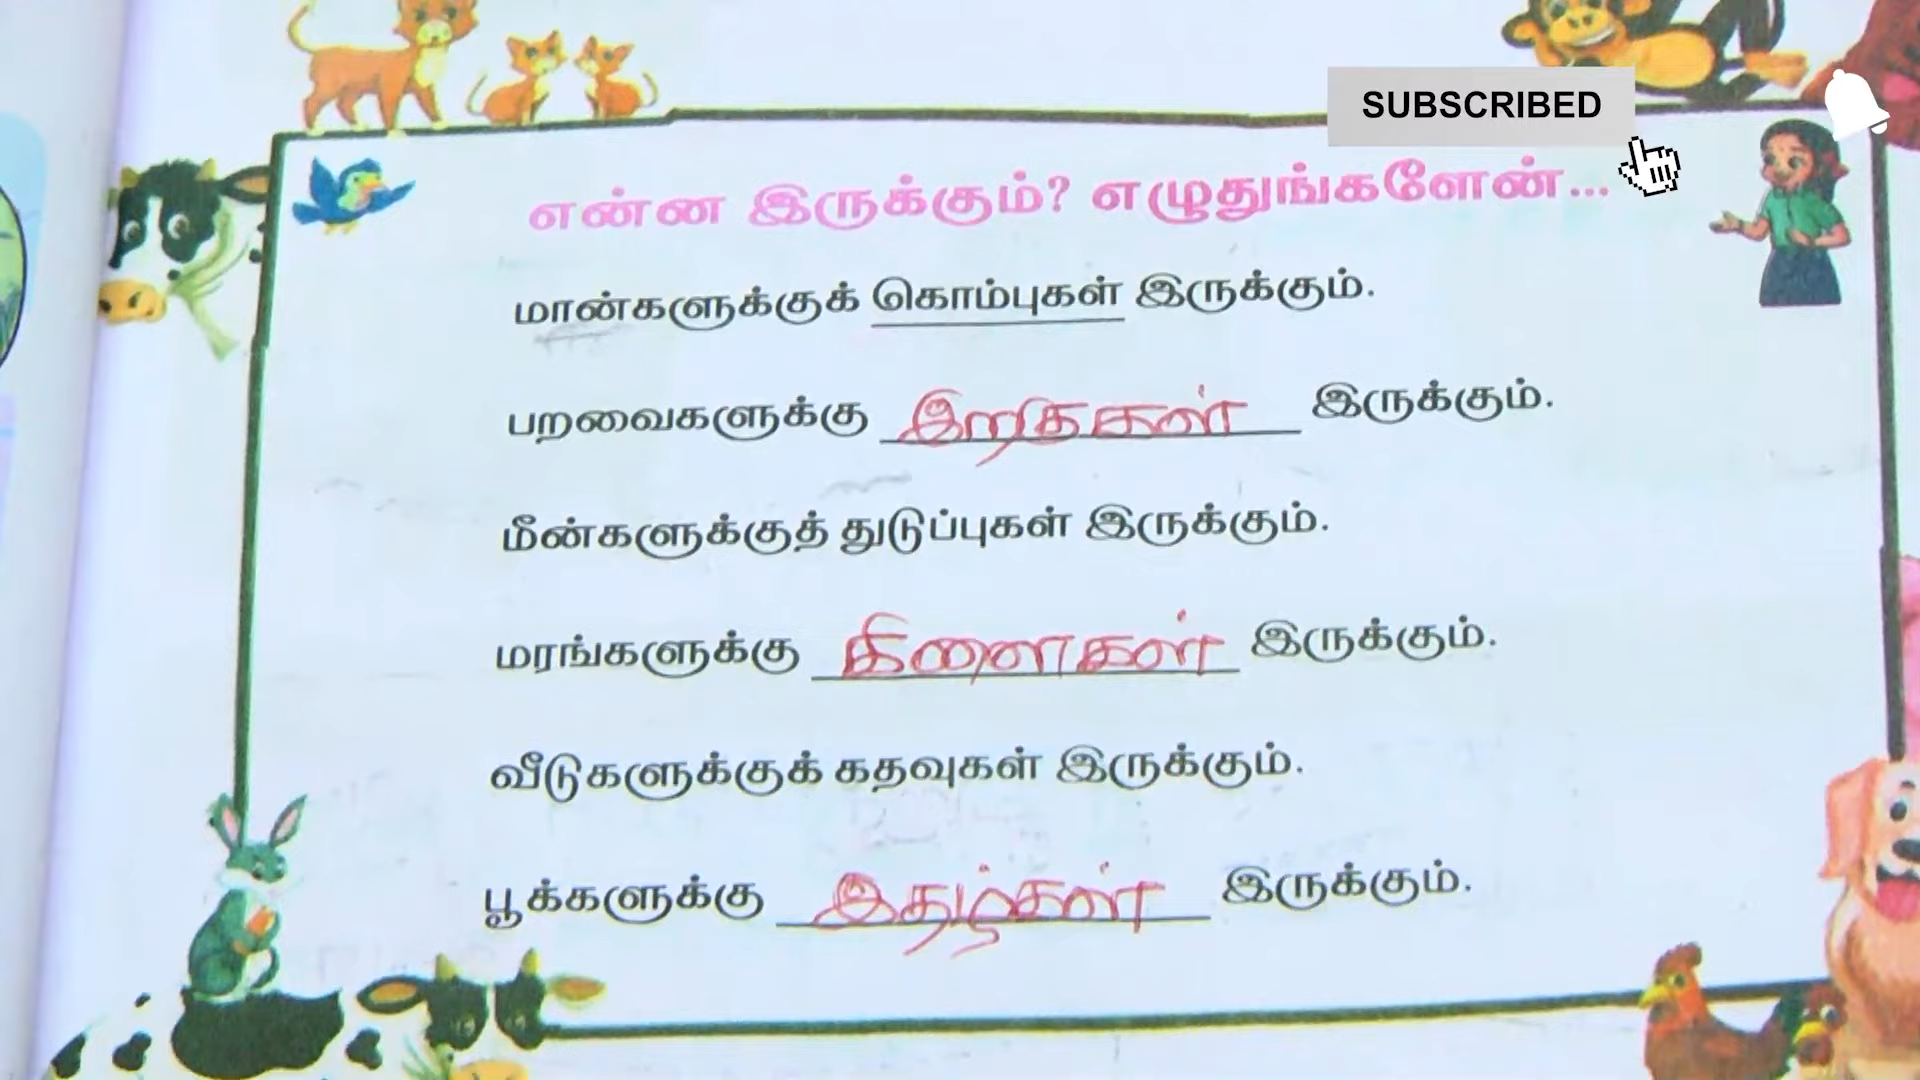 SUBSCRIBED
என்ன இருக்கும்? எழுதுங்களேன்...
மான்களுக்குக் கொம்புகள் இருக்கும்.
பறவைகளுக்கு இறகுகள் இருக்கும்.
மீன்களுக்குத் துடுப்புகள் இருக்கும்.
மரங்களுக்கு கிளைகள் இருக்கும்.
வீடுகளுக்குக் கதவுகள் இருக்கும்.
பூக்களுக்கு இதழ்கள் இருக்கும்.